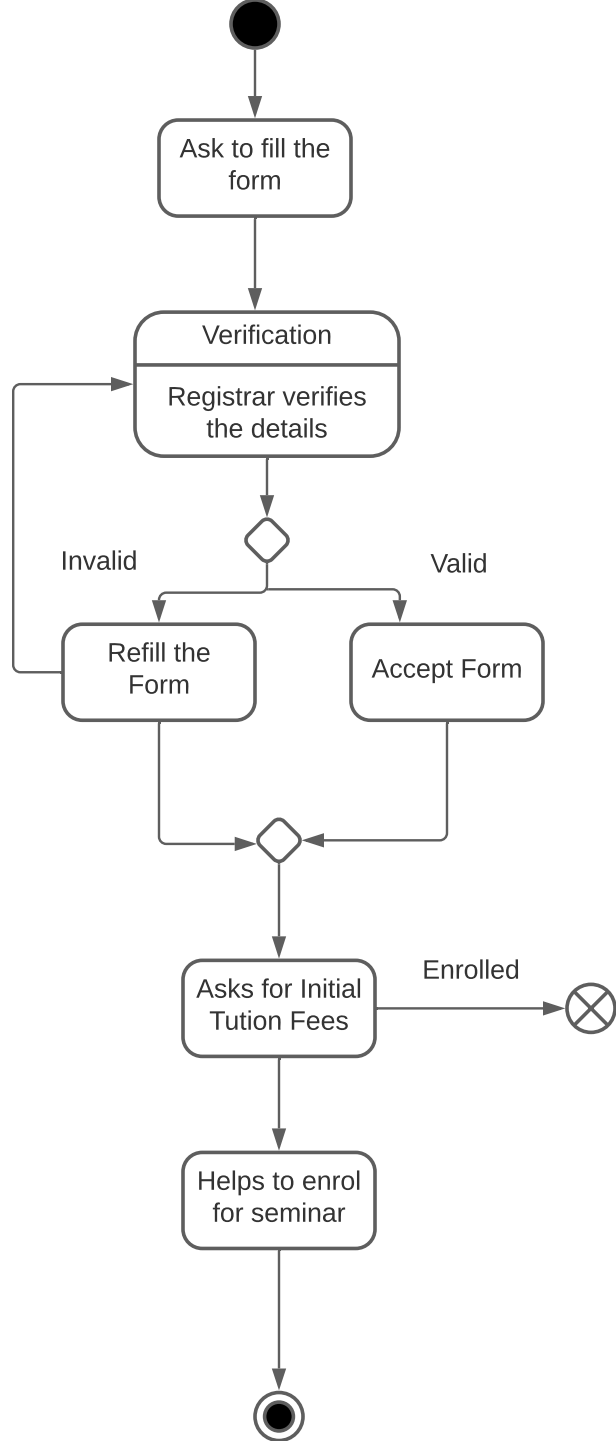 Ask to fill the
form
Verification
Registrar verifies
the details
Invalid
Valid
Refill the
Form
Accept Form
Enrolled
Asks for Initial
Tution Fees
Helps to enrol
for seminar